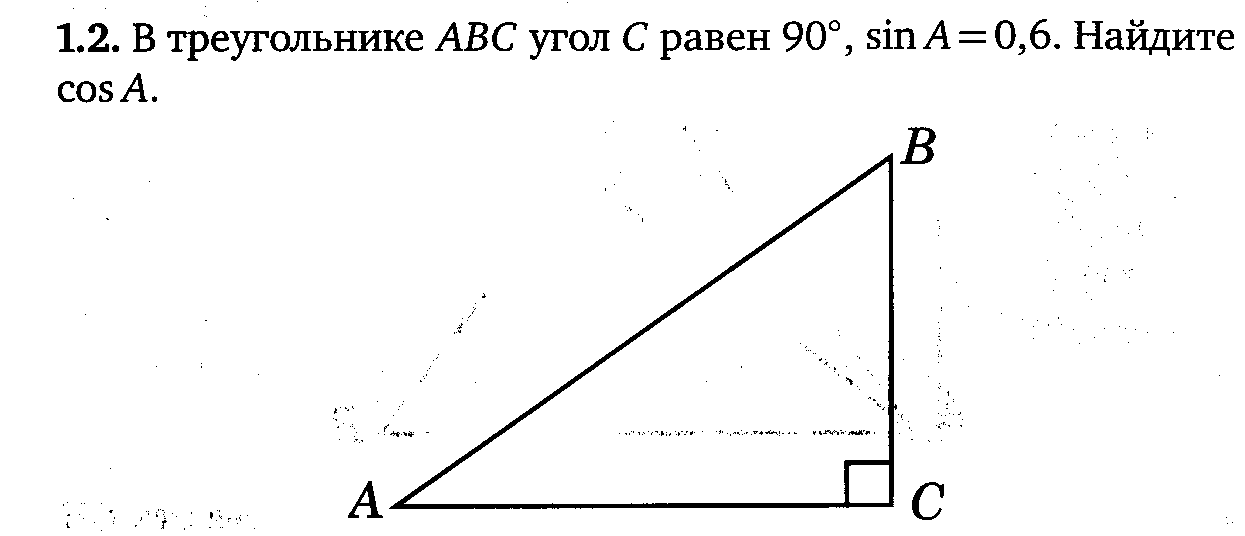 1.2. В треугольнике ABC угол C равен 90°, sin A = 0,6. Найдите
cos A.
B
A
C